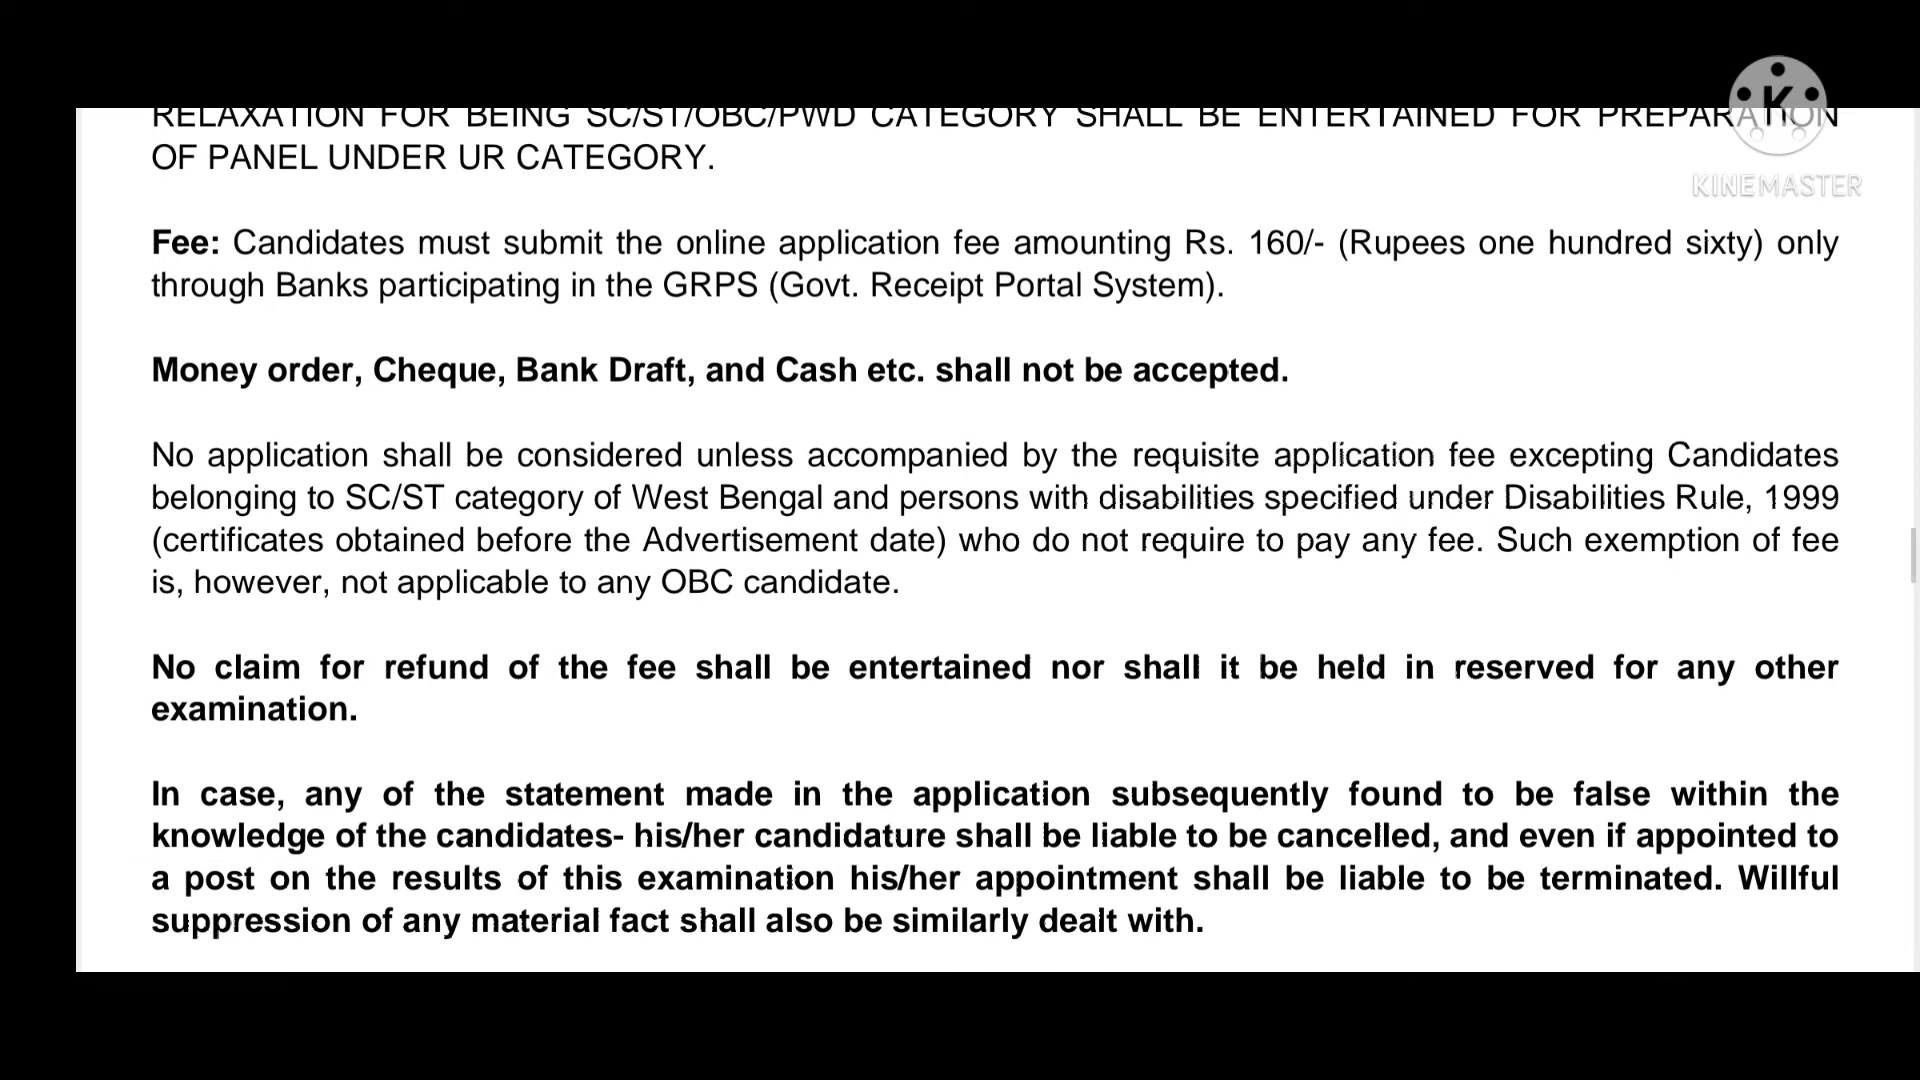 RELAXATION FOR BEING SC/ST/OBC/PWD CATEGORY SHALL BE ENTERTAINED FOR PREPARATION
OF PANEL UNDER UR CATEGORY.
K
KINEMASTER
Fee: Candidates must submit the online application fee amounting Rs. 160/- (Rupees one hundred sixty) only
through Banks participating in the GRPS (Govt. Receipt Portal System).
Money order, Cheque, Bank Draft, and Cash etc. shall not be accepted.
No application shall be considered unless accompanied by the requisite application fee excepting Candidates
belonging to SC/ST category of West Bengal and persons with disabilities specified under Disabilities Rule, 1999
(certificates obtained before the Advertisement date) who do not require to pay any fee. Such exemption of fee
is, however, not applicable to any OBC candidate.
No claim for refund of the fee shall be entertained nor shall it be held in reserved for any other
examination.
In case, any of the statement made in the application subsequently found to be false within the
knowledge of the candidates- his/her candidature shall be liable to be cancelled, and even if appointed to
a post on the results of this examination his/her appointment shall be liable to be terminated. Willful
suppression of any material fact shall also be similarly dealt with.